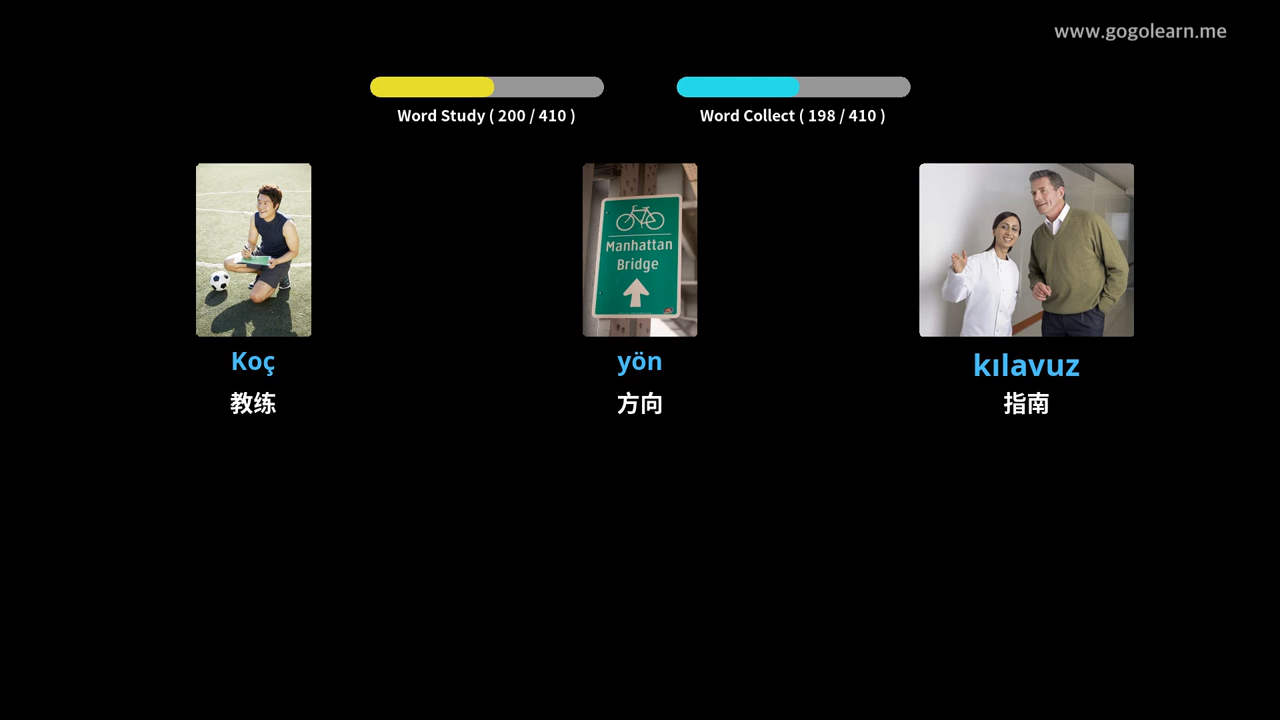 www.gogolearn.me
Word Study ( 200 / 410 )
Word Collect ( 198 / 410 )
Manhattan
Bridge
Koç
yön
kılavuz
教练
方向
指南